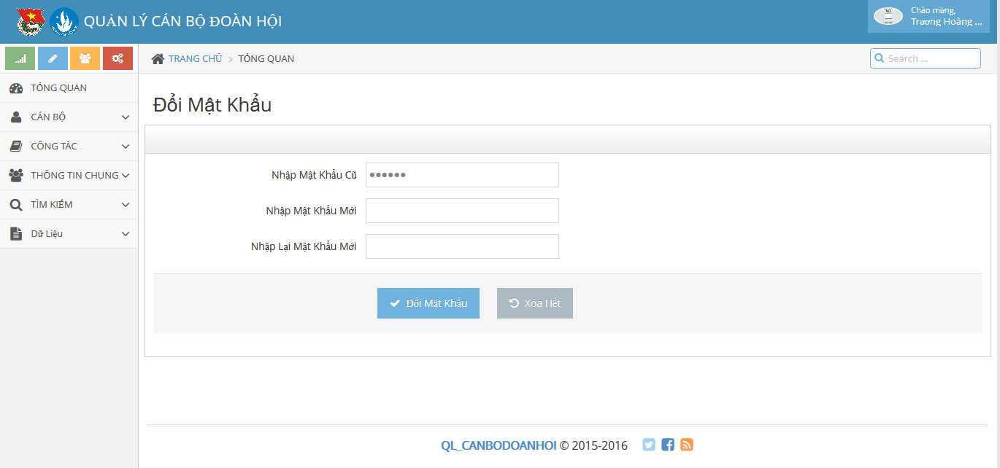 QUẢN LÝ CÁN BỘ ĐOÀN HỘI
Chào mừng,
Trương Hoàng ...
TRANG CHỦ > TỔNG QUAN
Search ...
TỔNG QUAN
CÁN BỘ
CÔNG TÁC
THÔNG TIN CHUNG
TÌM KIẾM
Dữ Liệu
Đổi Mật Khẩu
Nhập Mật Khẩu Cũ ••••••
Nhập Mật Khẩu Mới
Nhập Lại Mật Khẩu Mới
Đổi Mật Khẩu
Xóa Hết
QL_CANBODOANHOI © 2015-2016